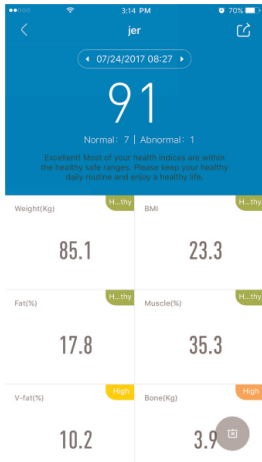 3:14 PM 70%
jer
07/24/2017 08:27
91
Normal: 7 | Abnormal: 1
Excellent! Most of your health indices are within
the healthy safe ranges. Please keep your healthy
daily routine and enjoy a healthy life.
Weight(Kg) H...thy BMI
85.1 23.3
Fat(%) H...thy Muscle(%) H...thy
17.8 35.3
V-fat(%) High Bone(Kg) High
10.2 3.9